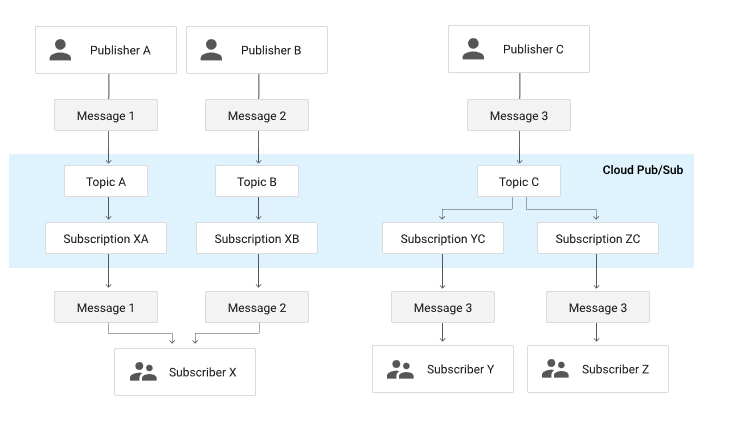 Publisher A
Publisher B
Publisher C
Message 1
Message 2
Message 3
Cloud Pub/Sub
Topic A
Topic B
Topic C
Subscription XA
Subscription XB
Subscription YC
Subscription ZC
Message 1
Message 2
Message 3
Message 3
Subscriber X
Subscriber Y
Subscriber Z